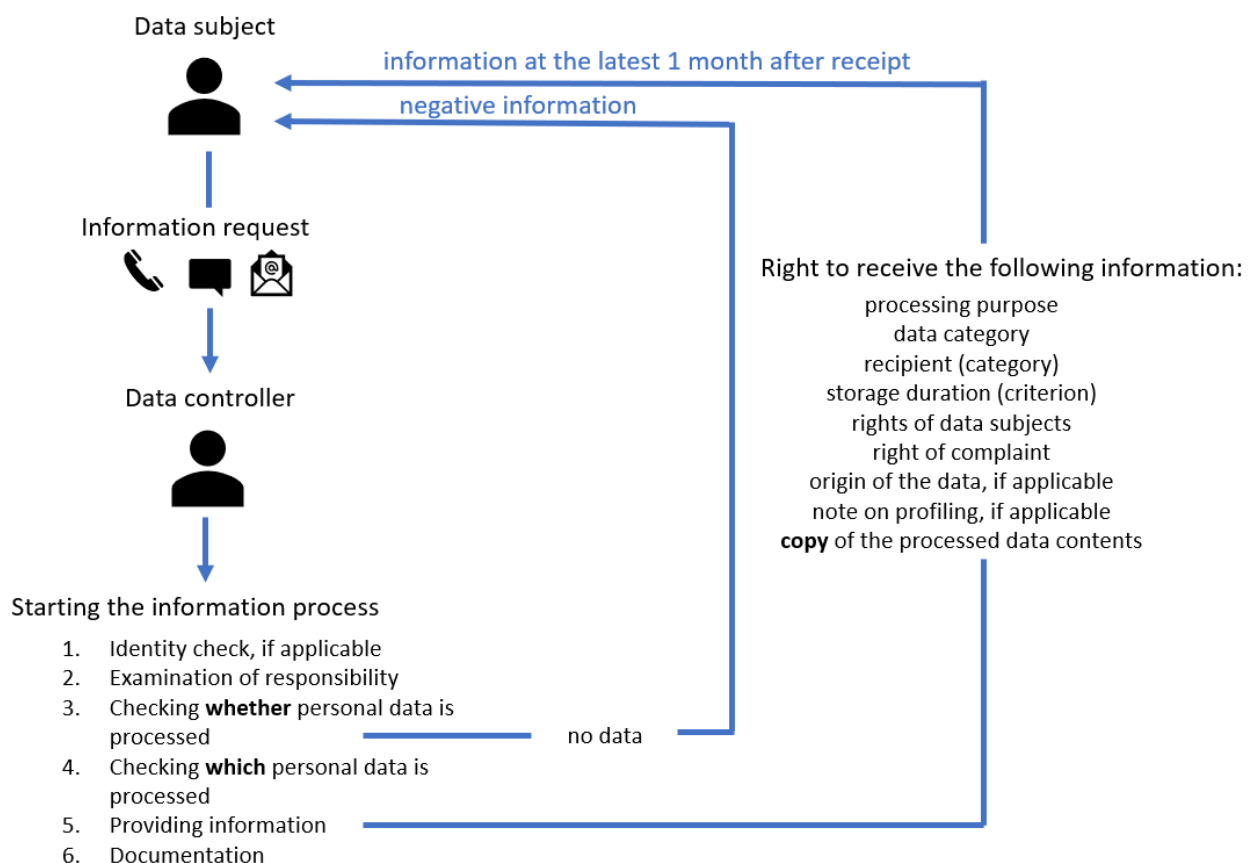 Data subject
information at the latest 1 month after receipt
negative information
Information request
@
Right to receive the following information:
processing purpose
data category
recipient (category)
storage duration (criterion)
rights of data subjects
right of complaint
origin of the data, if applicable
note on profiling, if applicable
copy of the processed data contents
Data controller
Starting the information process
1. Identity check, if applicable
2. Examination of responsibility
3. Checking whether personal data is
processed
no data
4. Checking which personal data is
processed
5. Providing information
6. Documentation